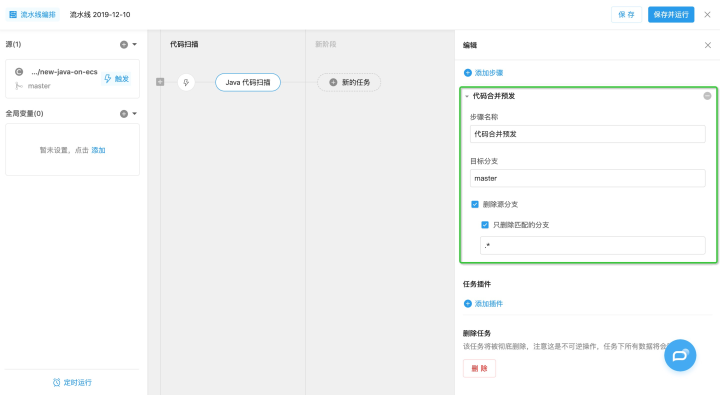 流水线编排
流水线 2019-12-10
保 存
保存并运行
源(1)
.../new-java-on-ecs
master
触发
全局变量(0)
暂未设置，点击 添加
定时运行
代码扫描
Java 代码扫描
新阶段
新的任务
编辑
添加步骤
代码合并预发
步骤名称
代码合并预发
目标分支
master
删除源分支
只删除匹配的分支
.*
任务插件
添加插件
删除任务
该任务将被彻底删除，注意这是不可逆操作，任务下所有数据将会
删 除